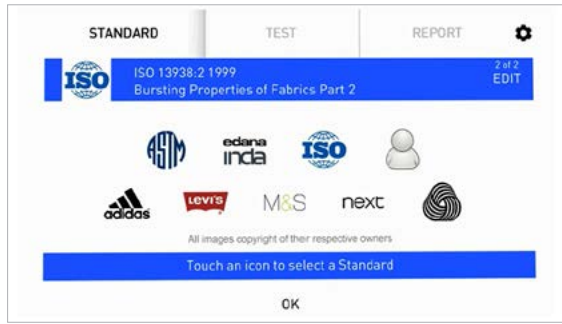 STANDARD TEST REPORT
ISO ISO 13938:2 1999 2 of 2
Bursting Properties of Fabrics Part 2 EDIT
ASTM edana inda ISO
adidas Levi's M&S next
All images copyright of their respective owners
Touch an icon to select a Standard
OK